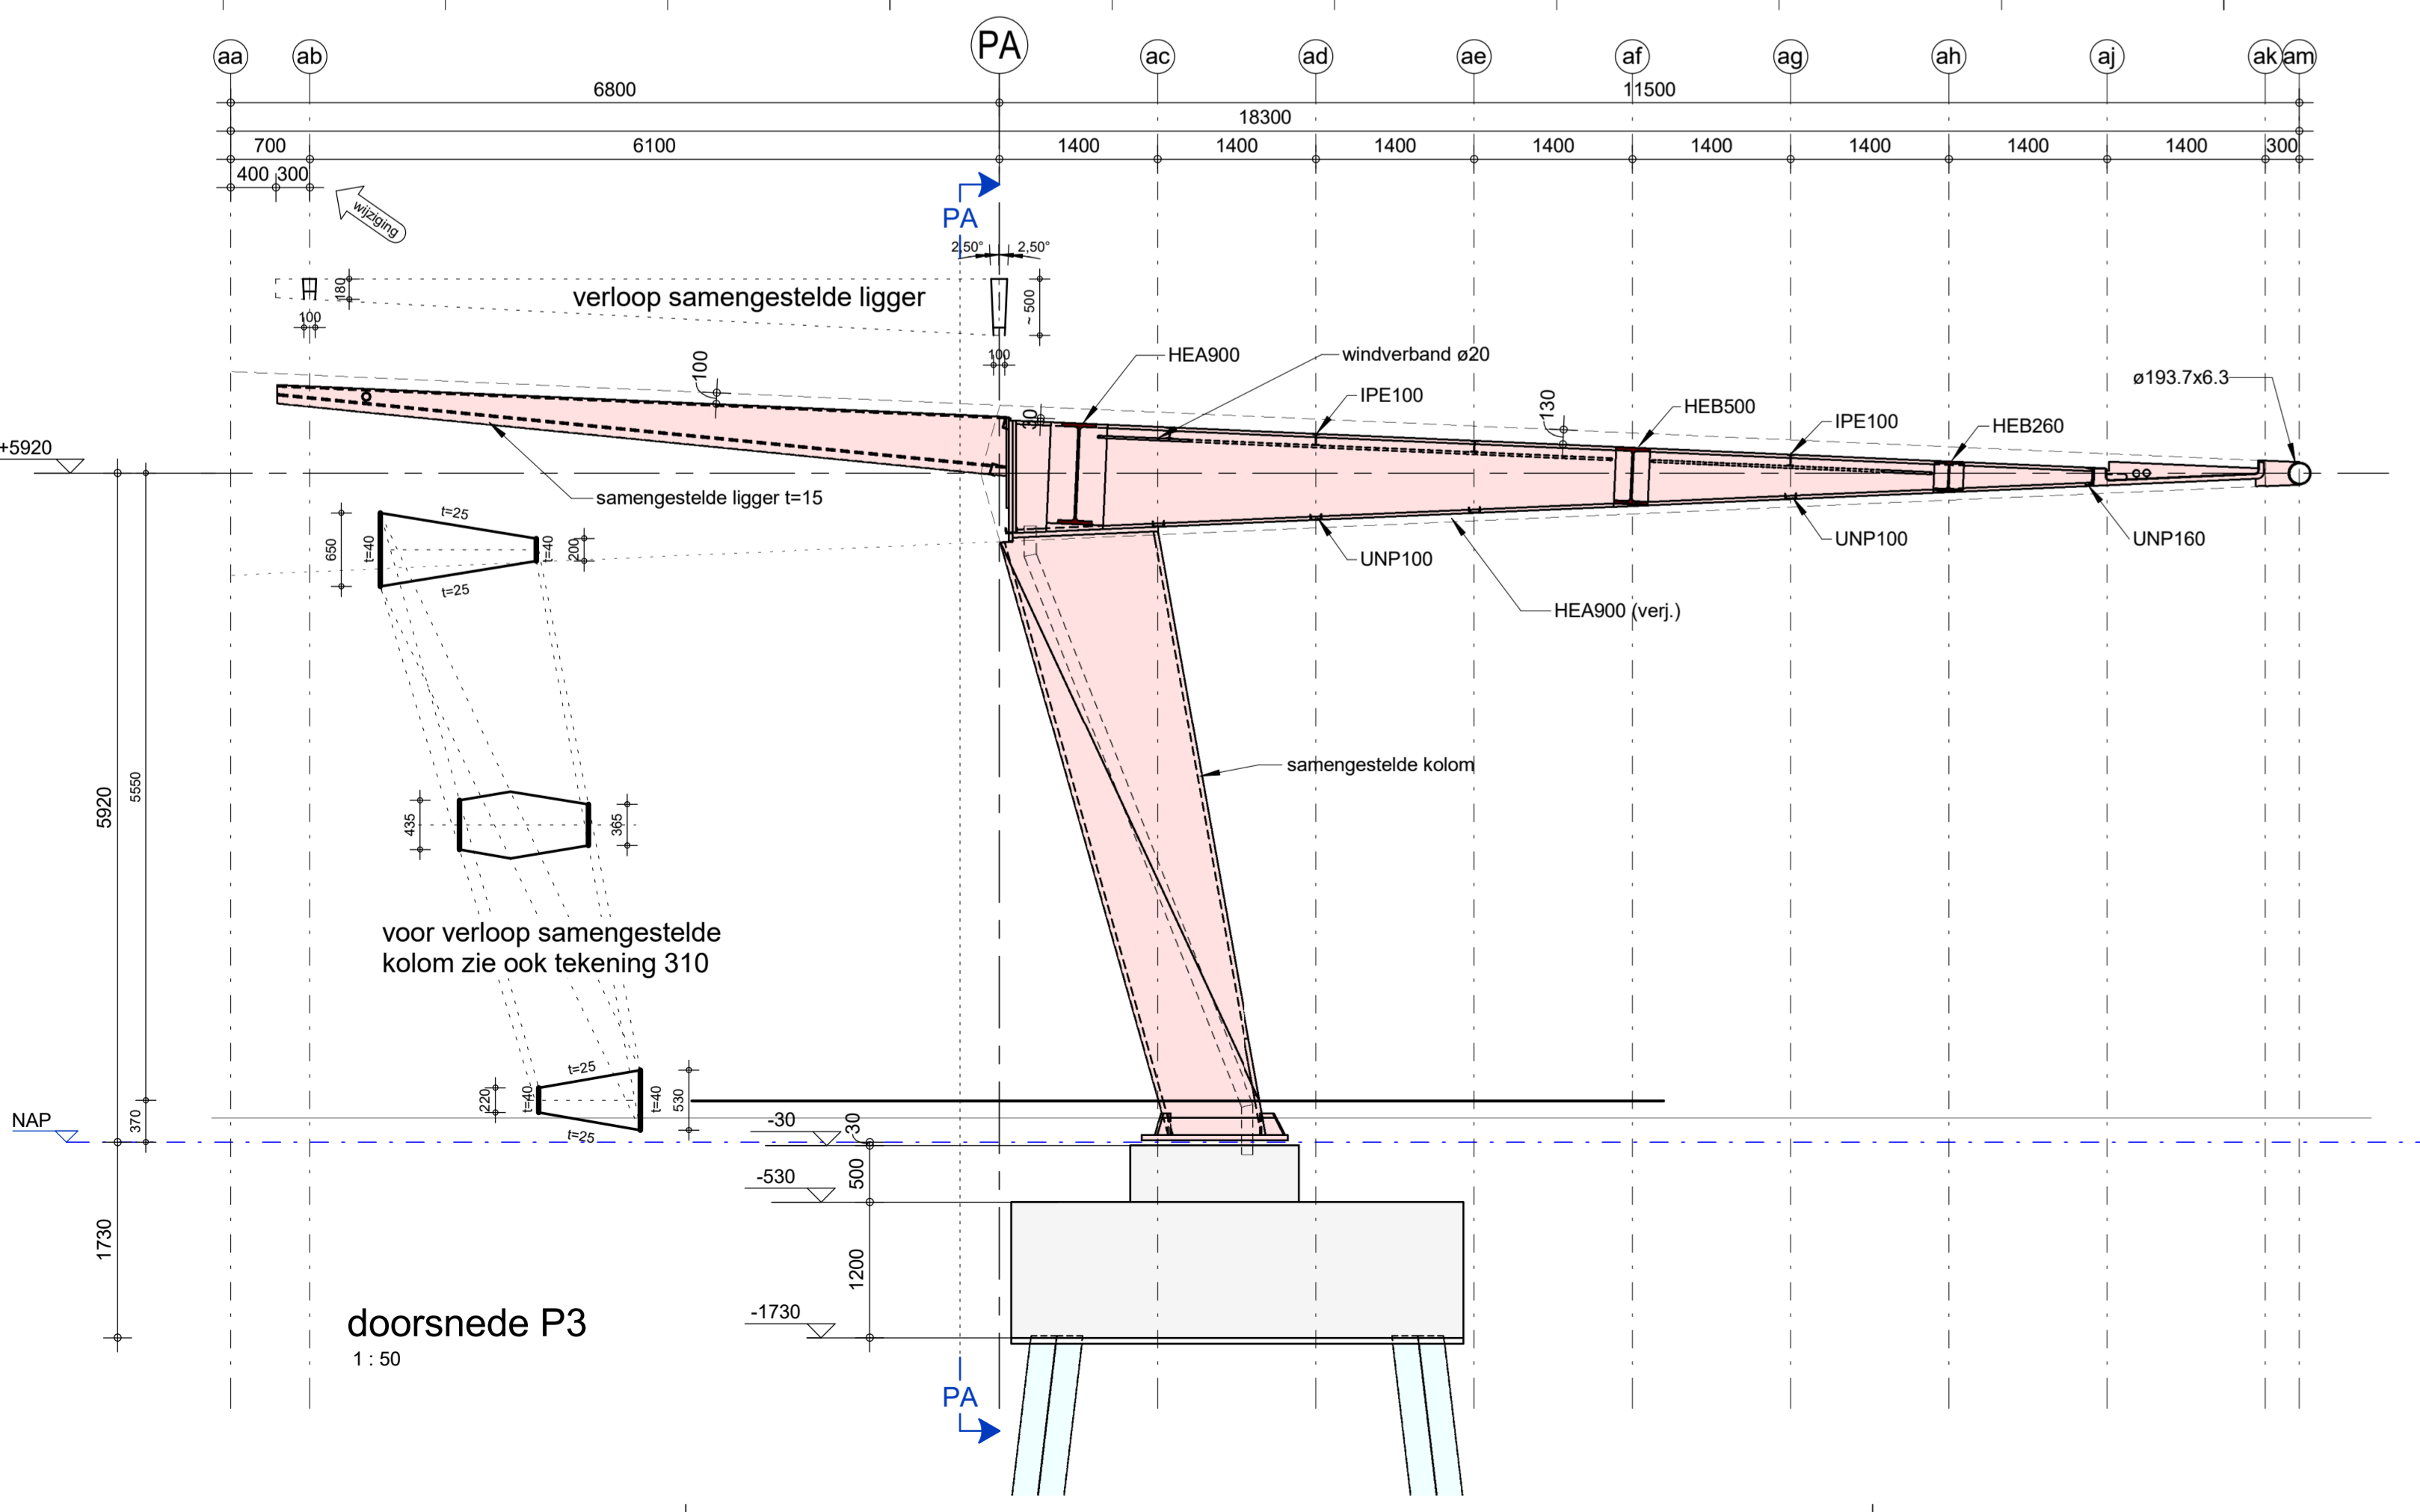 aa ab PA ac ad ae af ag ah aj ak am
6800 11500
18300
700 6100 1400 1400 1400 1400 1400 1400 1400 1400 300
400 300
wijziging
PA
2,50° 2,50°
180
100
verloop samengestelde ligger
~ 500
100
100
HEA900
windverband ø20
IPE100
30
130
HEB500
IPE100
HEB260
ø193.7x6.3
+5920
samengestelde ligger t=15
UNP100
HEA900 (verj.)
UNP100
UNP160
t=25
650
t=40
t=40
200
t=25
samengestelde kolom
5920
5550
435
365
voor verloop samengestelde
kolom zie ook tekening 310
t=25
220
t=40
t=40
530
t=25
NAP
370
-30
30
500
-530
1730
1200
-1730
doorsnede P3
1 : 50
PA